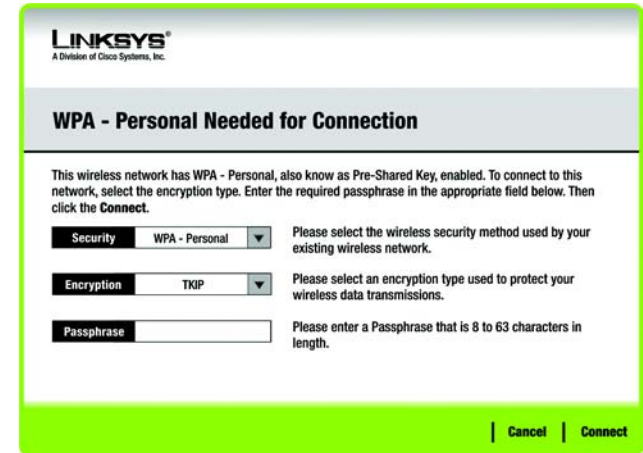 LINKSYS®
A Division of Cisco Systems, Inc.
WPA - Personal Needed for Connection
This wireless network has WPA - Personal, also know as Pre-Shared Key, enabled. To connect to this
network, select the encryption type. Enter the required passphrase in the appropriate field below. Then
click the Connect.
Security WPA - Personal
Please select the wireless security method used by your
existing wireless network.
Encryption TKIP
Please select an encryption type used to protect your
wireless data transmissions.
Passphrase
Please enter a Passphrase that is 8 to 63 characters in
length.
Cancel Connect